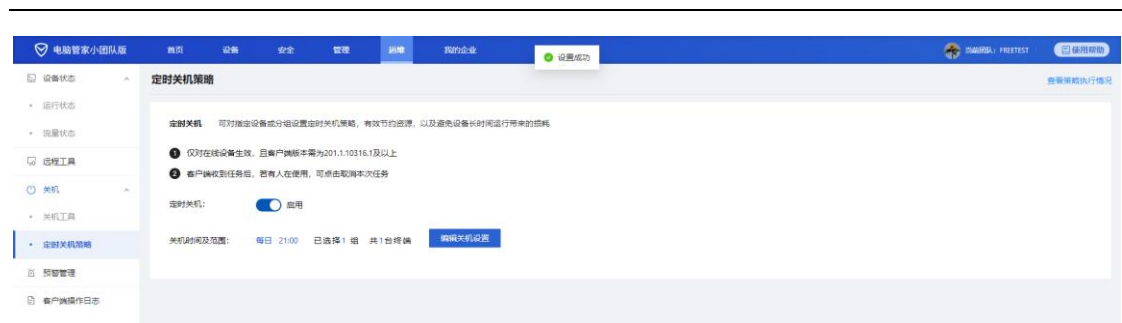 电脑管家小团队版 首页 设备 安全 管理 运维 我的企业 设置成功 当前团队: FREETEST 使用帮助
设备状态
运行状态
流量状态
远程工具
关机
关机工具
定时关机策略
预警管理
客户端操作日志
定时关机策略 查看策略执行情况
定时关机 可对指定设备或分组设置定时关机策略，有效节约资源，以及避免设备长时间运行带来的损耗
1 仅对在线设备生效，且客户端版本需为201.1.10316.1及以上
2 客户端收到任务后，若有人在使用，可点击取消本次任务
定时关机: 启用
关机时间及范围: 每日 21:00 已选择1 组 共1台终端 编辑关机设置